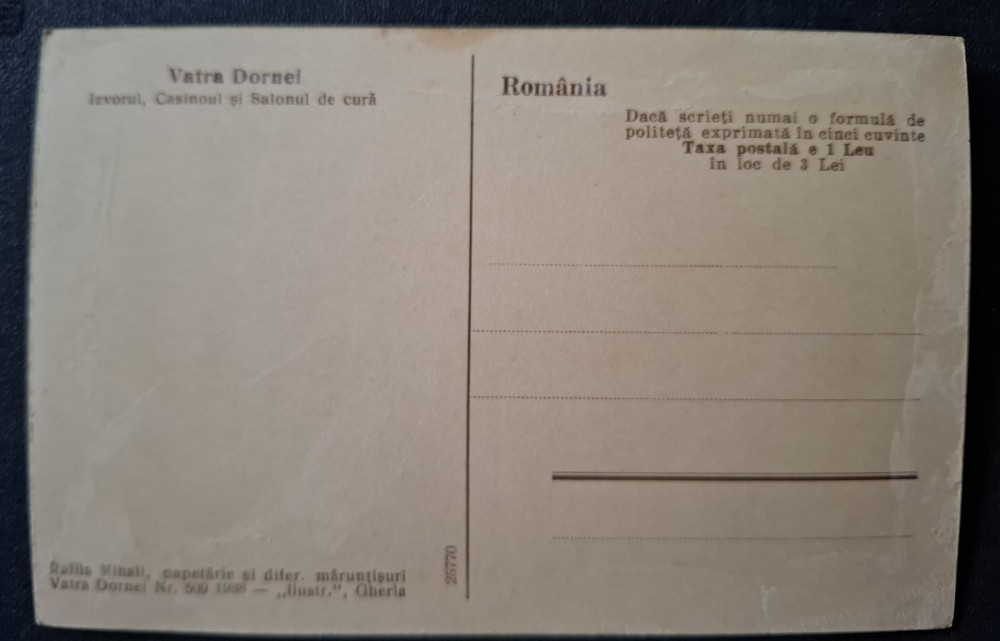 Vatra Dornei
Izvorul, Casinoul și Salonul de cură
România
Dacă scrieți numai o formulă de
politeță exprimată în cinci cuvinte
Taxa postală e 1 Leu
în loc de 3 Lei
Mihail, papetărie și difer. mărunțișuri
Vatra Dornei Nr. 509 1936 — „Ilustr.", Gherla
25770